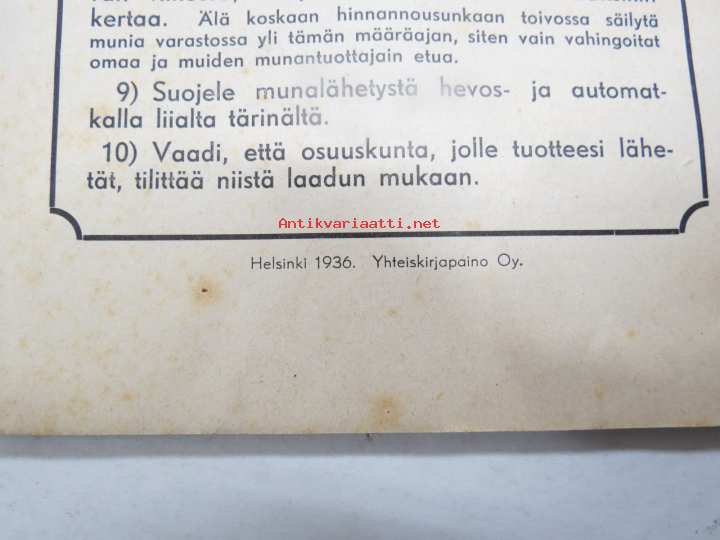 kertaa. Älä koskaan hinnannousunkaan toivossa säilytä
munia varastossa yli tämän määräajan, siten vain vahingoitat
omaa ja muiden munantuottajain etua.
9) Suojele munalähetystä hevos- ja automat-
kalla liialta tärinältä.
10) Vaadi, että osuuskunta, jolle tuotteesi lähe-
tät, tilittää niistä laadun mukaan.
Antikvariaatti.net
Helsinki 1936. Yhteiskirjapaino Oy.